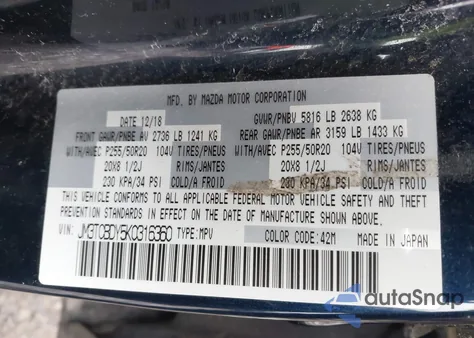 MFD. BY MAZDA MOTOR CORPORATION
DATE 12/18 GVWR/PNBV 5816 LB 2638 KG
FRONT GAWR/PNBE AV 2736 LB 1241 KG REAR GAWR/PNBE AR 3159 LB 1433 KG
WITH/AVEC P255/50R20 104V TIRES/PNEUS WITH/AVEC P255/50R20 104V TIRES/PNEUS
20X8 1/2J RIMS/JANTES 20X8 1/2J RIMS/JANTES
230 KPA/34 PSI COLD/FROID 230 KPA/34 PSI COLD/FROID
THIS VEHICLE CONFORMS TO ALL APPLICABLE FEDERAL MOTOR VEHICLE SAFETY AND THEFT
PREVENTION STANDARDS IN EFFECT ON THE DATE OF MANUFACTURE SHOWN ABOVE.
VIN: JM3TCBDY5K0316360 TYPE:MPV COLOR CODE: 42M MADE IN JAPAN
autaSnap